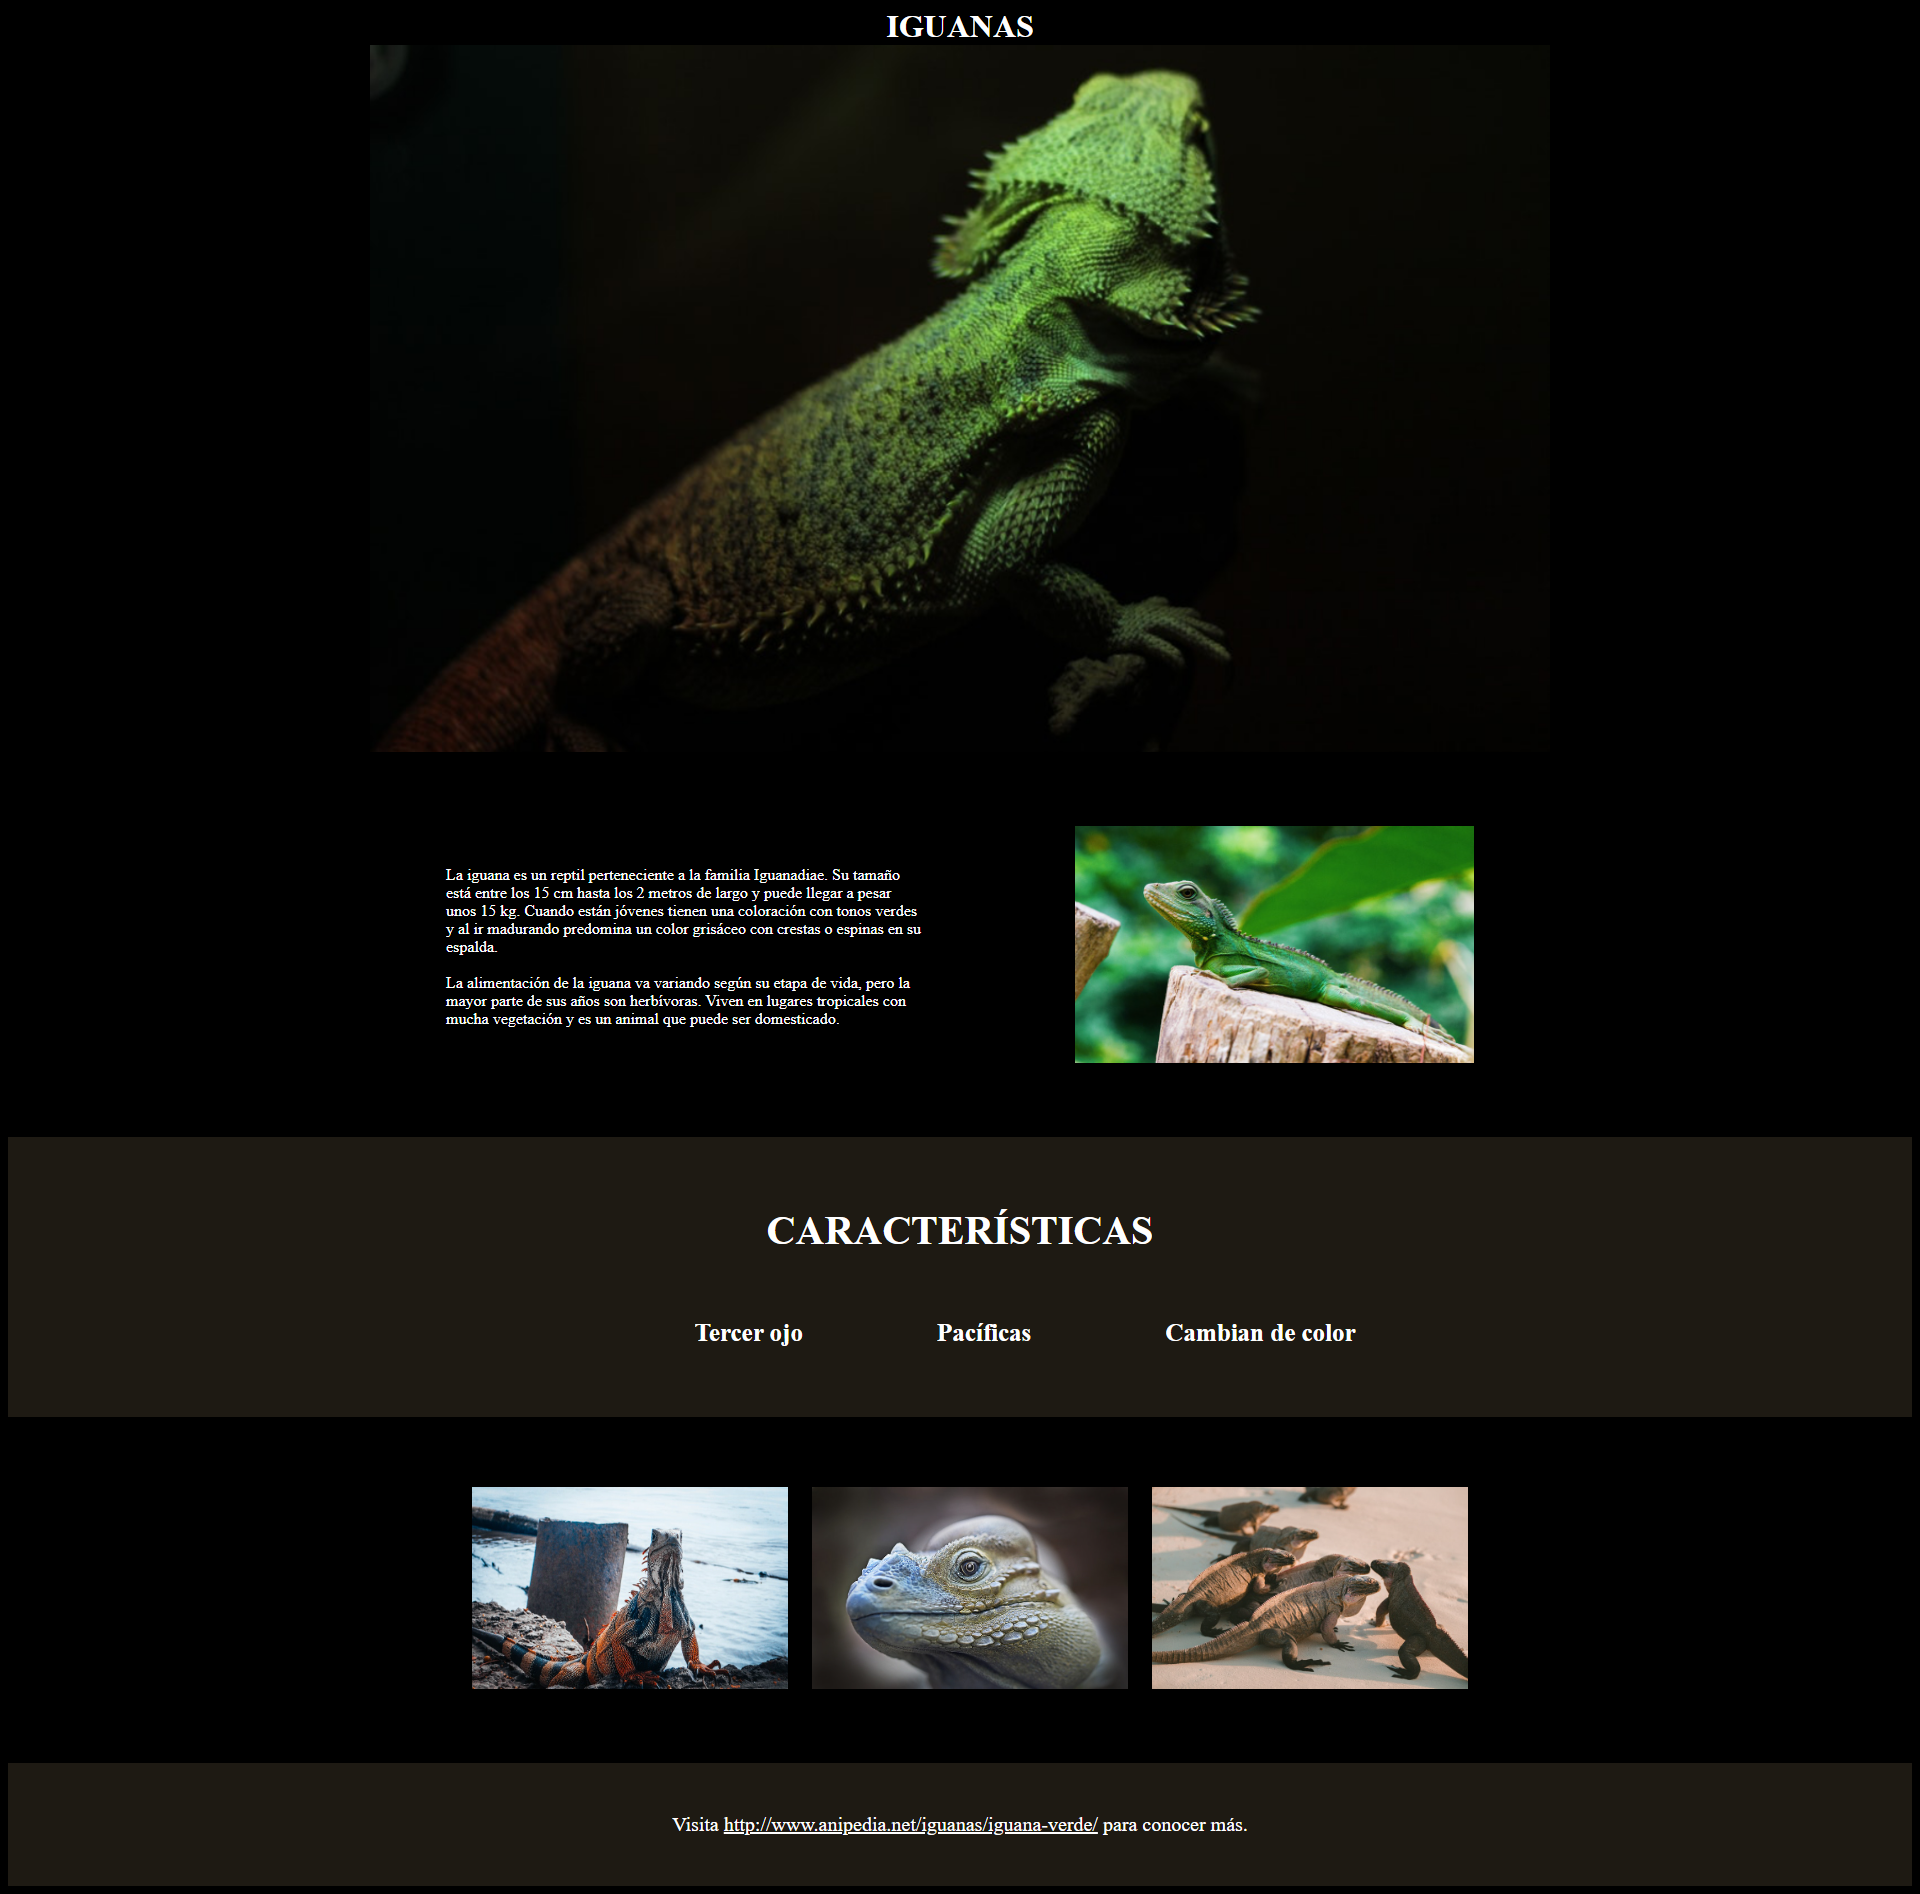 IGUANAS
La iguana es un reptil perteneciente a la familia Iguanadiae. Su tamaño
está entre los 15 cm hasta los 2 metros de largo y puede llegar a pesar
unos 15 kg. Cuando están jóvenes tienen una coloración con tonos verdes
y al ir madurando predomina un color grisáceo con crestas o espinas en su
espalda.
La alimentación de la iguana va variando según su etapa de vida, pero la
mayor parte de sus años son herbívoras. Viven en lugares tropicales con
mucha vegetación y es un animal que puede ser domesticado.
CARACTERÍSTICAS
Tercer ojo Pacíficas Cambian de color
Visita http://www.anipedia.net/iguanas/iguana-verde/ para conocer más.